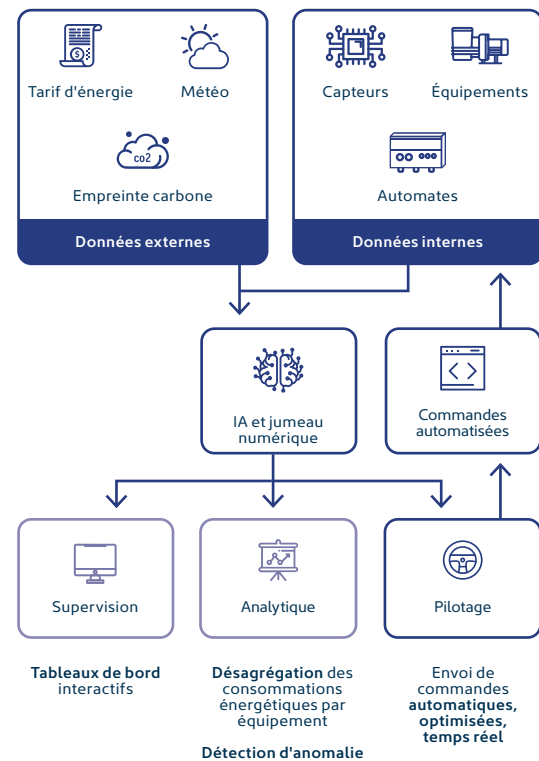 Tarif d'énergie
Météo
co2
Empreinte carbone
Données externes
Capteurs
Équipements
Automates
Données internes
IA et jumeau
numérique
Commandes
automatisées
Supervision
Analytique
Pilotage
Tableaux de bord
interactifs
Désagrégation des
consommations
énergétiques par
équipement
Détection d'anomalie
Envoi de
commandes
automatiques,
optimisées,
temps réel